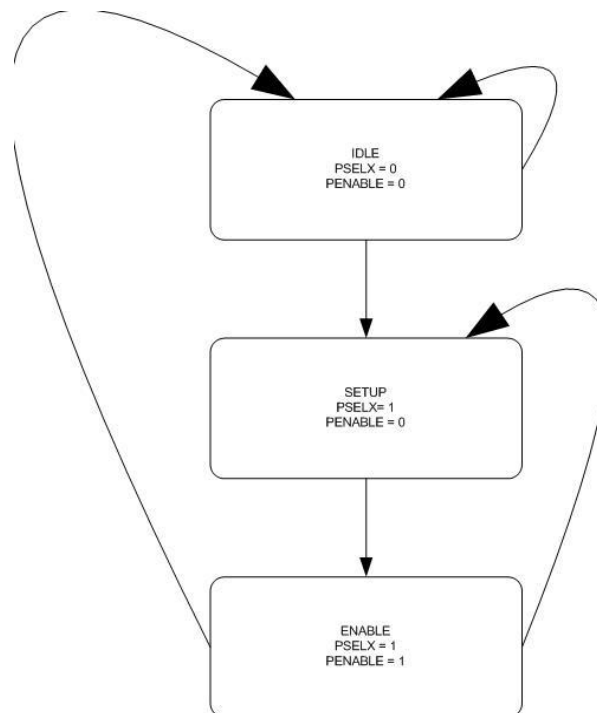 IDLE
PSELX = 0
PENABLE = 0
SETUP
PSELX= 1
PENABLE = 0
ENABLE
PSELX = 1
PENABLE = 1